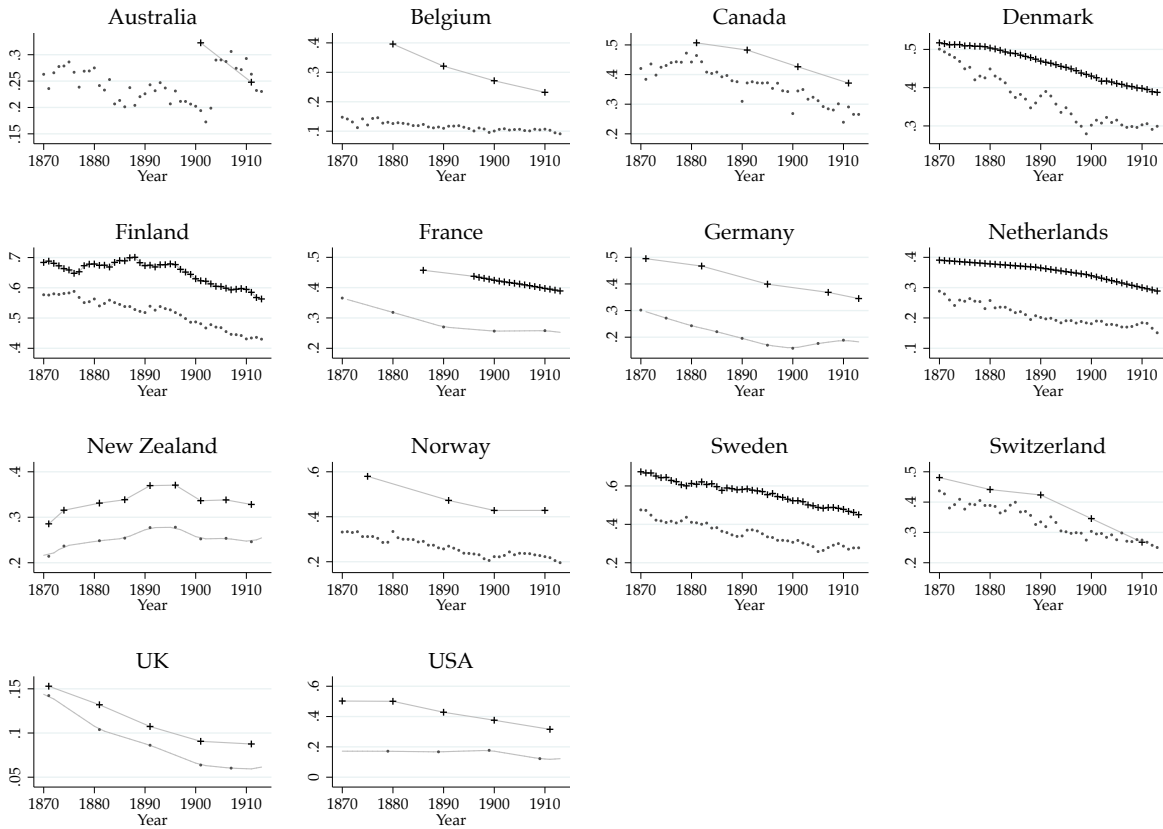 Australia
.15 .2 .25 .3
1870 1880 1890 1900 1910
Year
Belgium
.1 .2 .3 .4
1870 1880 1890 1900 1910
Year
Canada
.2 .3 .4 .5
1870 1880 1890 1900 1910
Year
Denmark
.3 .4 .5
1870 1880 1890 1900 1910
Year
Finland
.4 .5 .6 .7
1870 1880 1890 1900 1910
Year
France
.2 .3 .4 .5
1870 1880 1890 1900 1910
Year
Germany
.2 .3 .4 .5
1870 1880 1890 1900 1910
Year
Netherlands
.1 .2 .3 .4
1870 1880 1890 1900 1910
Year
New Zealand
.2 .3 .4
1870 1880 1890 1900 1910
Year
Norway
.2 .4 .6
1870 1880 1890 1900 1910
Year
Sweden
.2 .4 .6
1870 1880 1890 1900 1910
Year
Switzerland
.2 .3 .4 .5
1870 1880 1890 1900 1910
Year
UK
.05 .1 .15
1870 1880 1890 1900 1910
Year
USA
0 .2 .4 .6
1870 1880 1890 1900 1910
Year